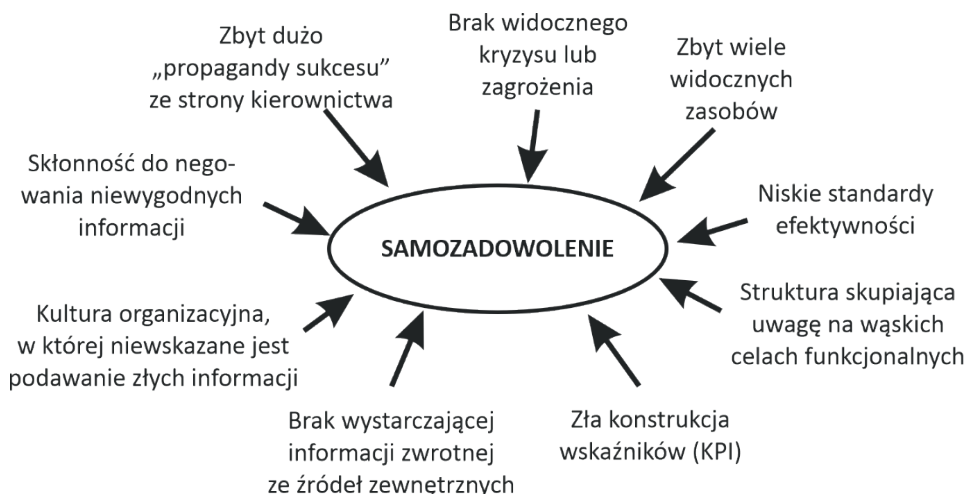 Zbyt dużo
„propagandy sukcesu”
ze strony kierownictwa
Brak widocznego
kryzysu lub
zagrożenia
Zbyt wiele
widocznych
zasobów
Skłonność do nego-
wania niewygodnych
informacji
SAMOZADOWOLENIE
Niskie standardy
efektywności
Kultura organizacyjna,
w której niewskazane jest
podawanie złych informacji
Struktura skupiająca
uwagę na wąskich
celach funkcjonalnych
Brak wystarczającej
informacji zwrotnej
ze źródeł zewnętrznych
Zła konstrukcja
wskaźników (KPI)